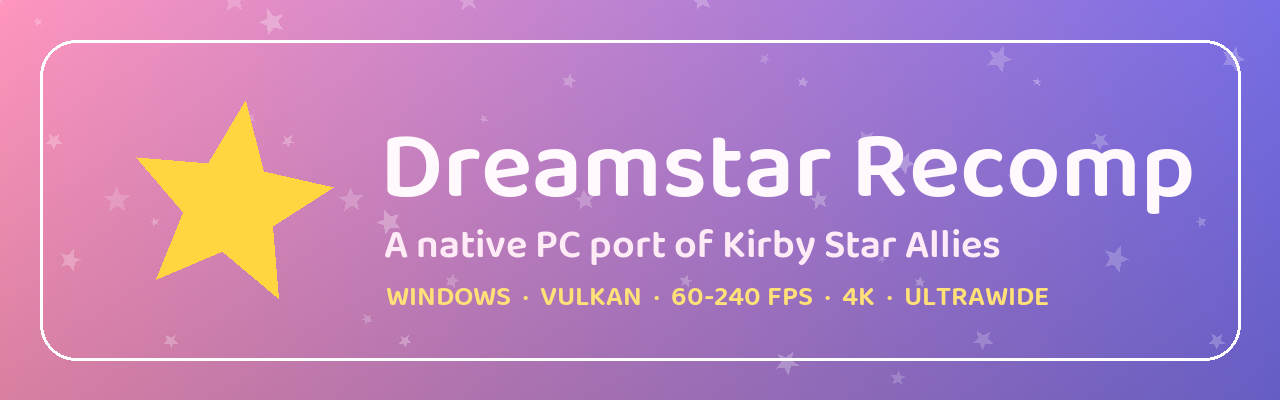 Dreamstar Recomp
A native PC port of Kirby Star Allies
WINDOWS · VULKAN · 60-240 FPS · 4K · ULTRAWIDE